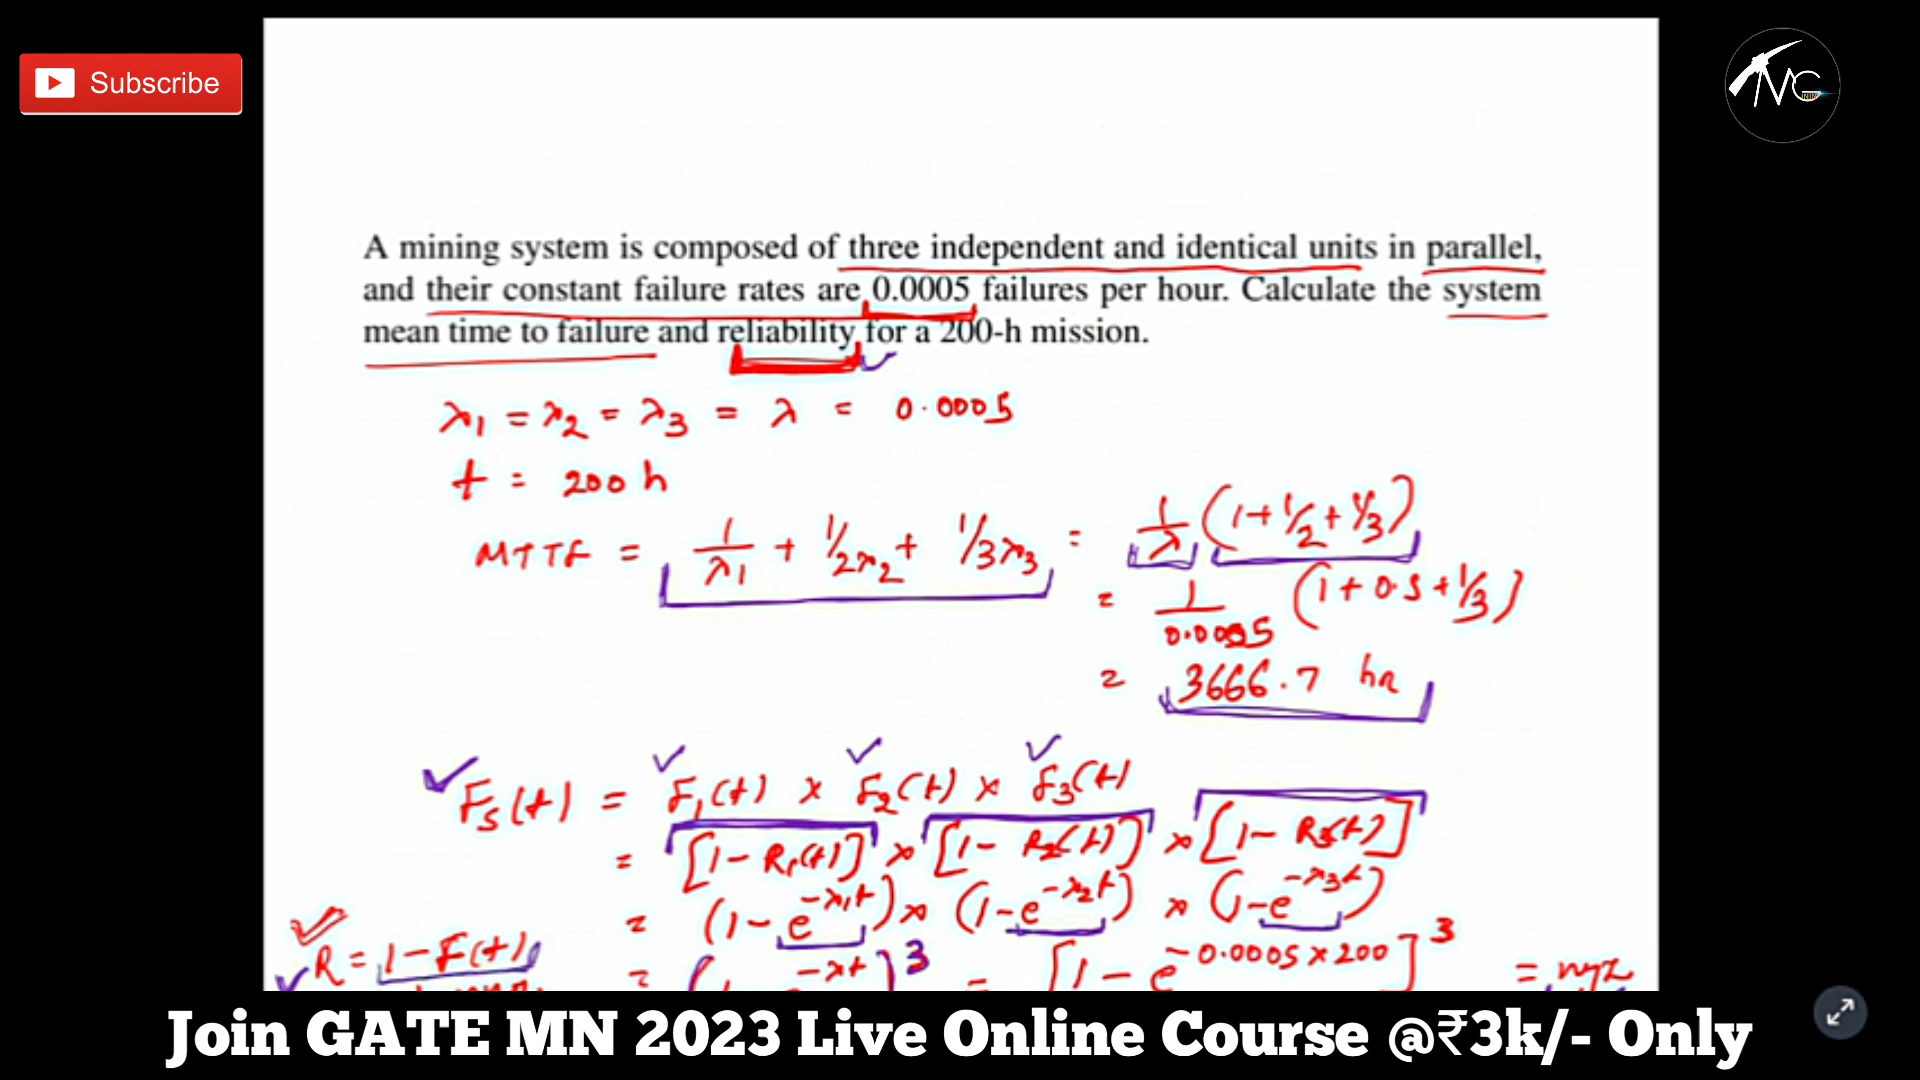 Subscribe
MG
A mining system is composed of three independent and identical units in parallel,
and their constant failure rates are 0.0005 failures per hour. Calculate the system
mean time to failure and reliability for a 200-h mission.
λ1 = λ2 = λ3 = λ = 0.0005
t = 200 h
MTTF = 1/λ1 + 1/2λ2 + 1/3λ3 = 1/λ (1 + 1/2 + 1/3)
= 1/0.0005 (1 + 0.5 + 1/3)
= 3666.7 hr
Fs(t) = F1(t) × F2(t) × F3(t)
= [1 - R1(t)] × [1 - R2(t)] × [1 - R3(t)]
= (1 - e^-λ1t) × (1 - e^-λ2t) × (1 - e^-λ3t)
R = 1 - F(t)
= (1 - e^-λt)^3 = [1 - e^-0.0005×200]^3 =
Join GATE MN 2023 Live Online Course @₹3k/- Only